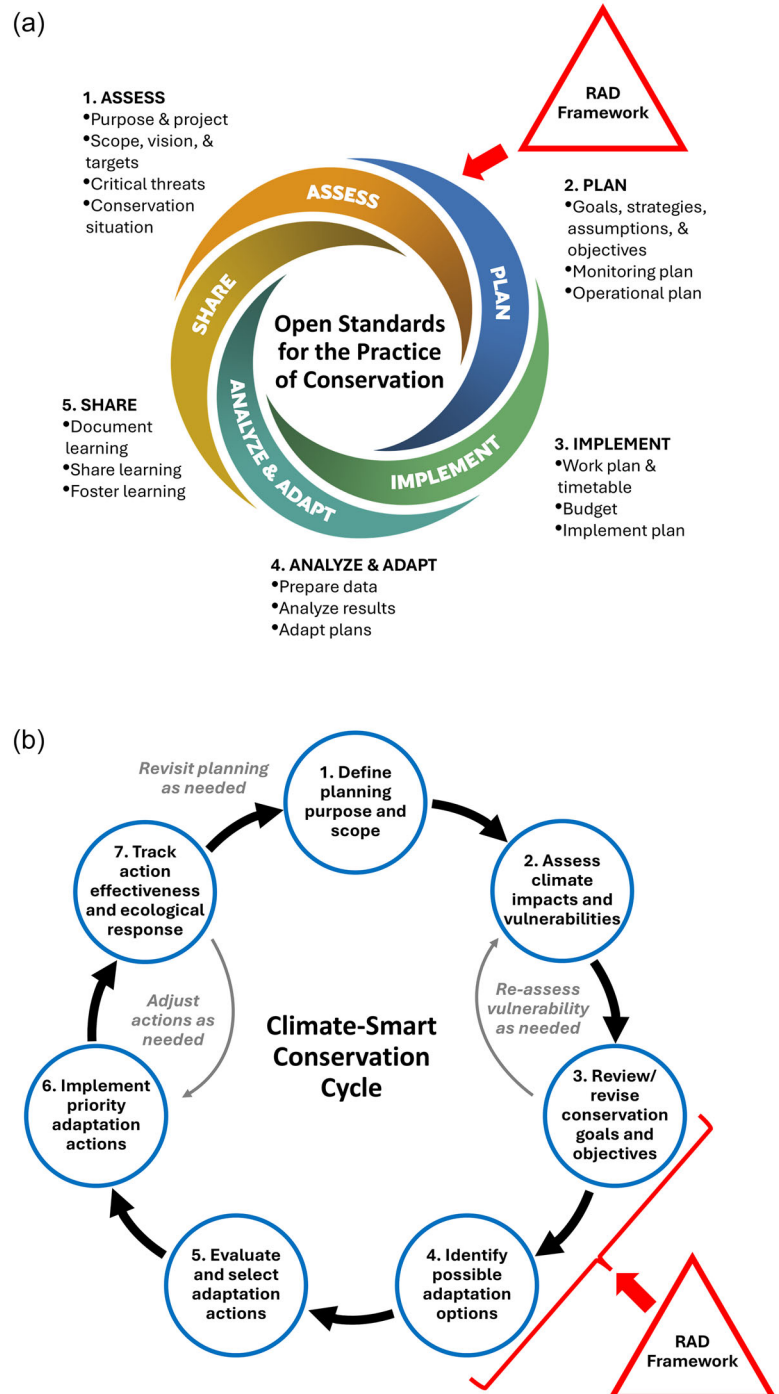 (a)
RAD
Framework
1. ASSESS
•Purpose & project
•Scope, vision, &
targets
•Critical threats
•Conservation
situation
ASSESS
PLAN
2. PLAN
•Goals, strategies,
assumptions, &
objectives
•Monitoring plan
•Operational plan
SHARE
Open Standards
for the Practice
of Conservation
ANALYZE & ADAPT
IMPLEMENT
5. SHARE
•Document
learning
•Share learning
•Foster learning
3. IMPLEMENT
•Work plan &
timetable
•Budget
•Implement plan
4. ANALYZE & ADAPT
•Prepare data
•Analyze results
•Adapt plans
(b)
Revisit planning
as needed
1. Define
planning
purpose and
scope
2. Assess
climate
impacts and
vulnerabilities
7. Track
action
effectiveness
and ecological
response
Adjust
actions as
needed
Climate-Smart
Conservation
Cycle
Re-assess
vulnerability
as needed
3. Review/
revise
conservation
goals and
objectives
6. Implement
priority
adaptation
actions
5. Evaluate
and select
adaptation
actions
4. Identify
possible
adaptation
options
RAD
Framework